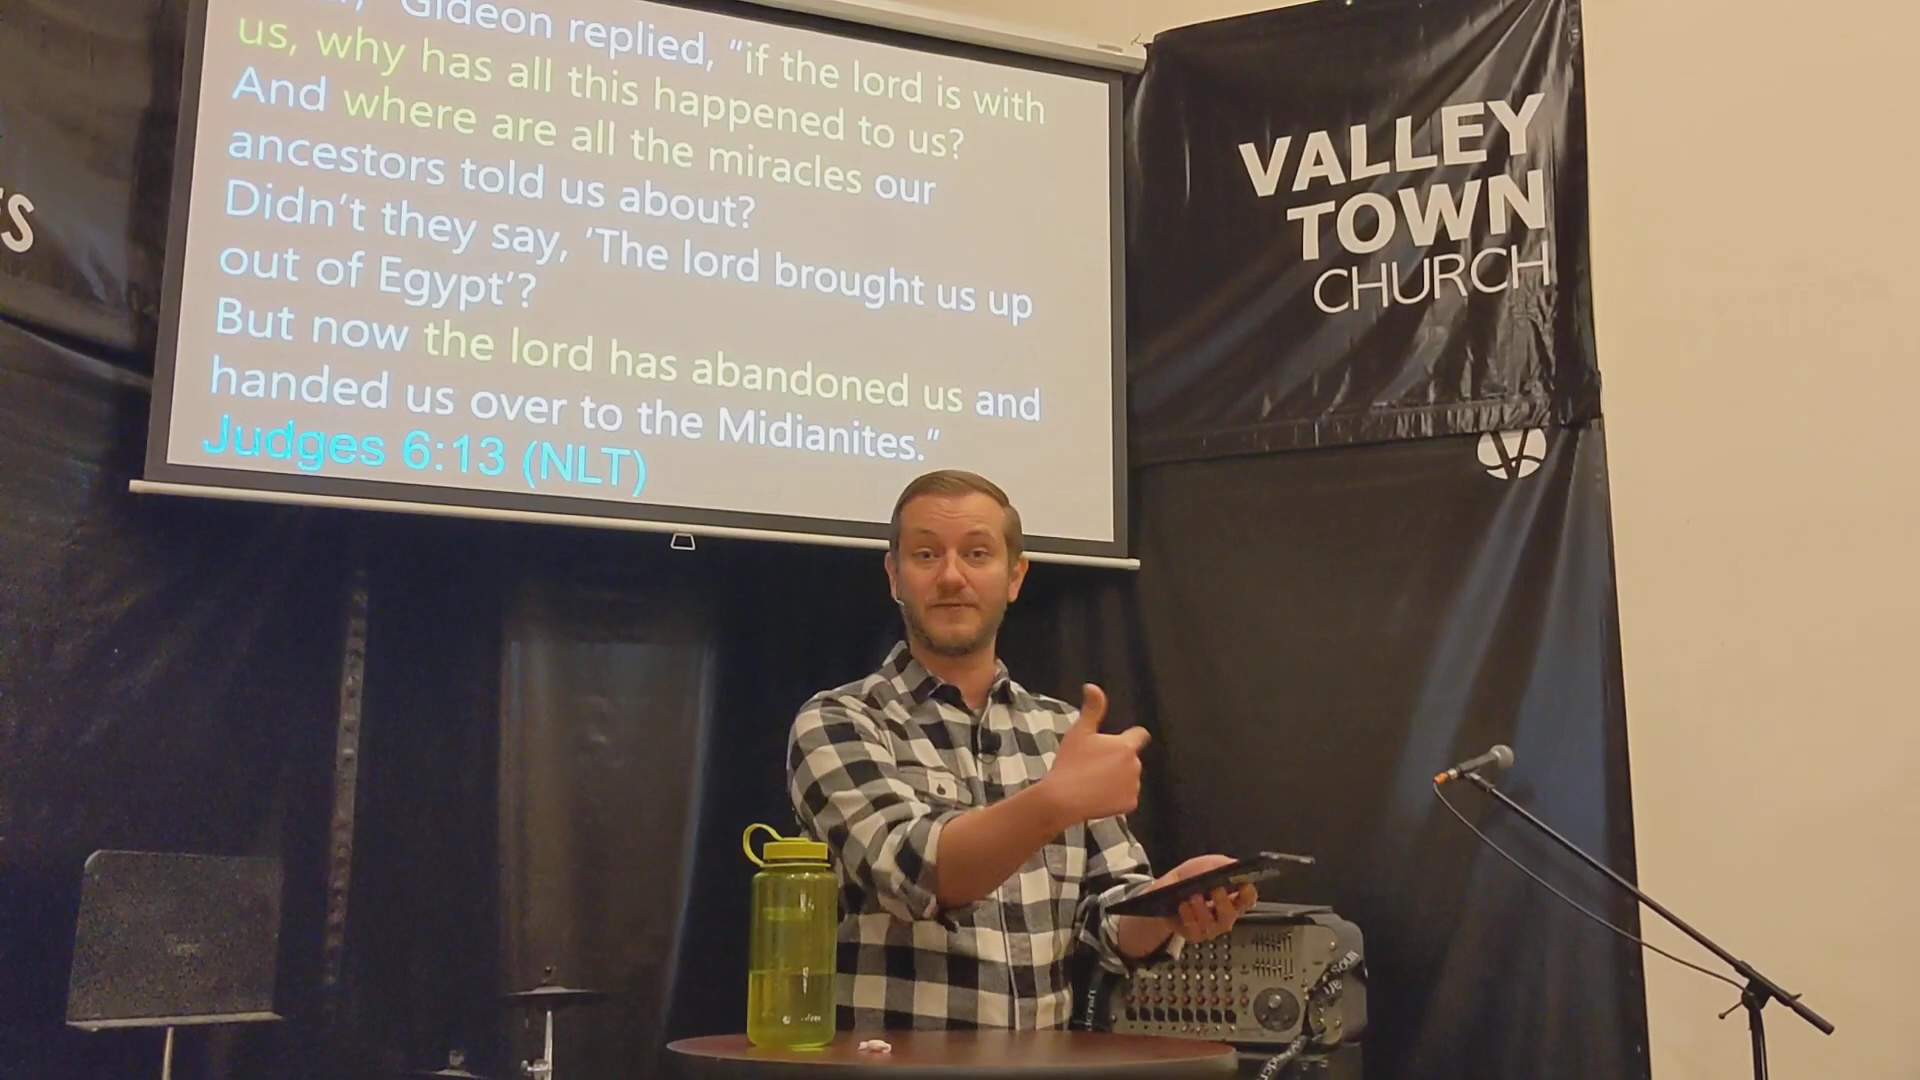 Gideon replied, “if the lord is with
us, why has all this happened to us?
And where are all the miracles our
ancestors told us about?
Didn’t they say, ‘The lord brought us up
out of Egypt’?
But now the lord has abandoned us and
handed us over to the Midianites.”
Judges 6:13 (NLT)
VALLEY
TOWN
CHURCH